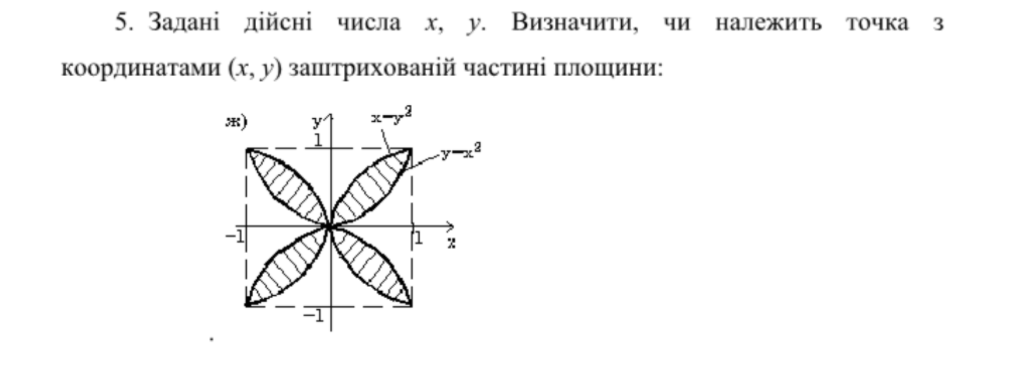 5. Задані дійсні числа x, y. Визначити, чи належить точка з
координатами (x, y) заштрихованій частині площини:
ж)
y
x=y²
1
y=x²
-1
1
x
-1
.